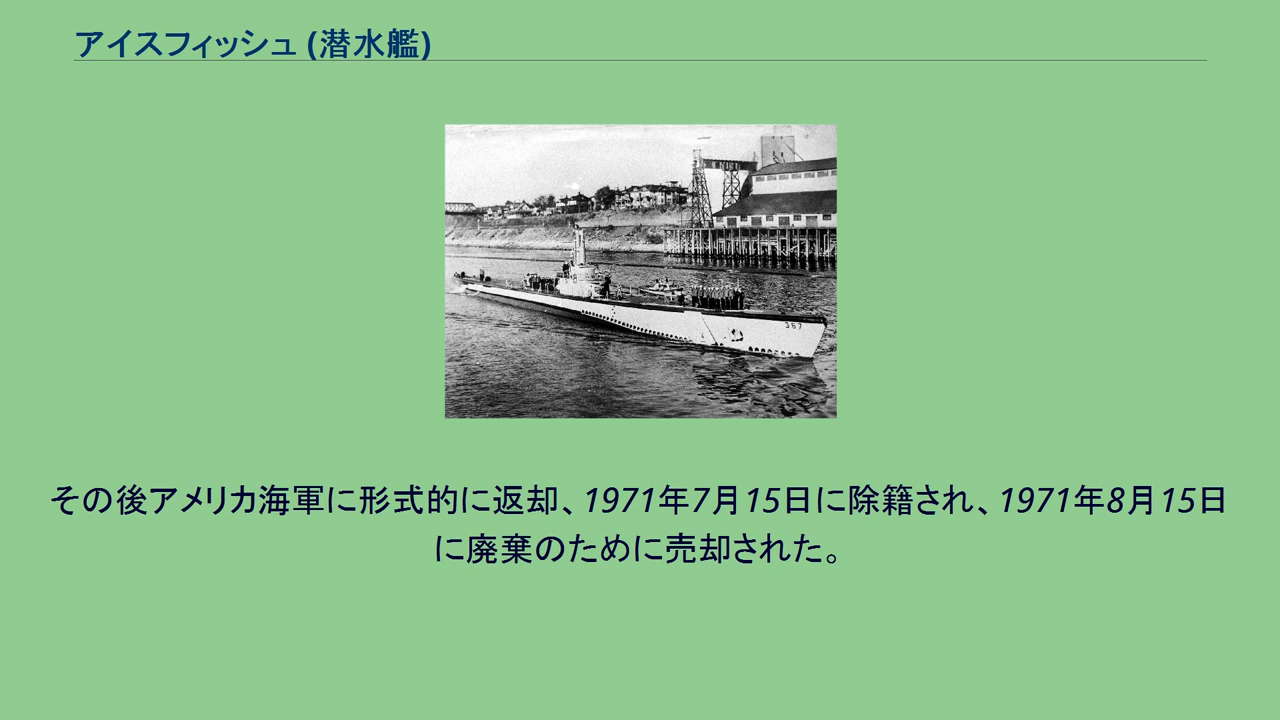 アイスフィッシュ (潜水艦)
367
その後アメリカ海軍に形式的に返却、1971年7月15日に除籍され、1971年8月15日
に廃棄のために売却された。